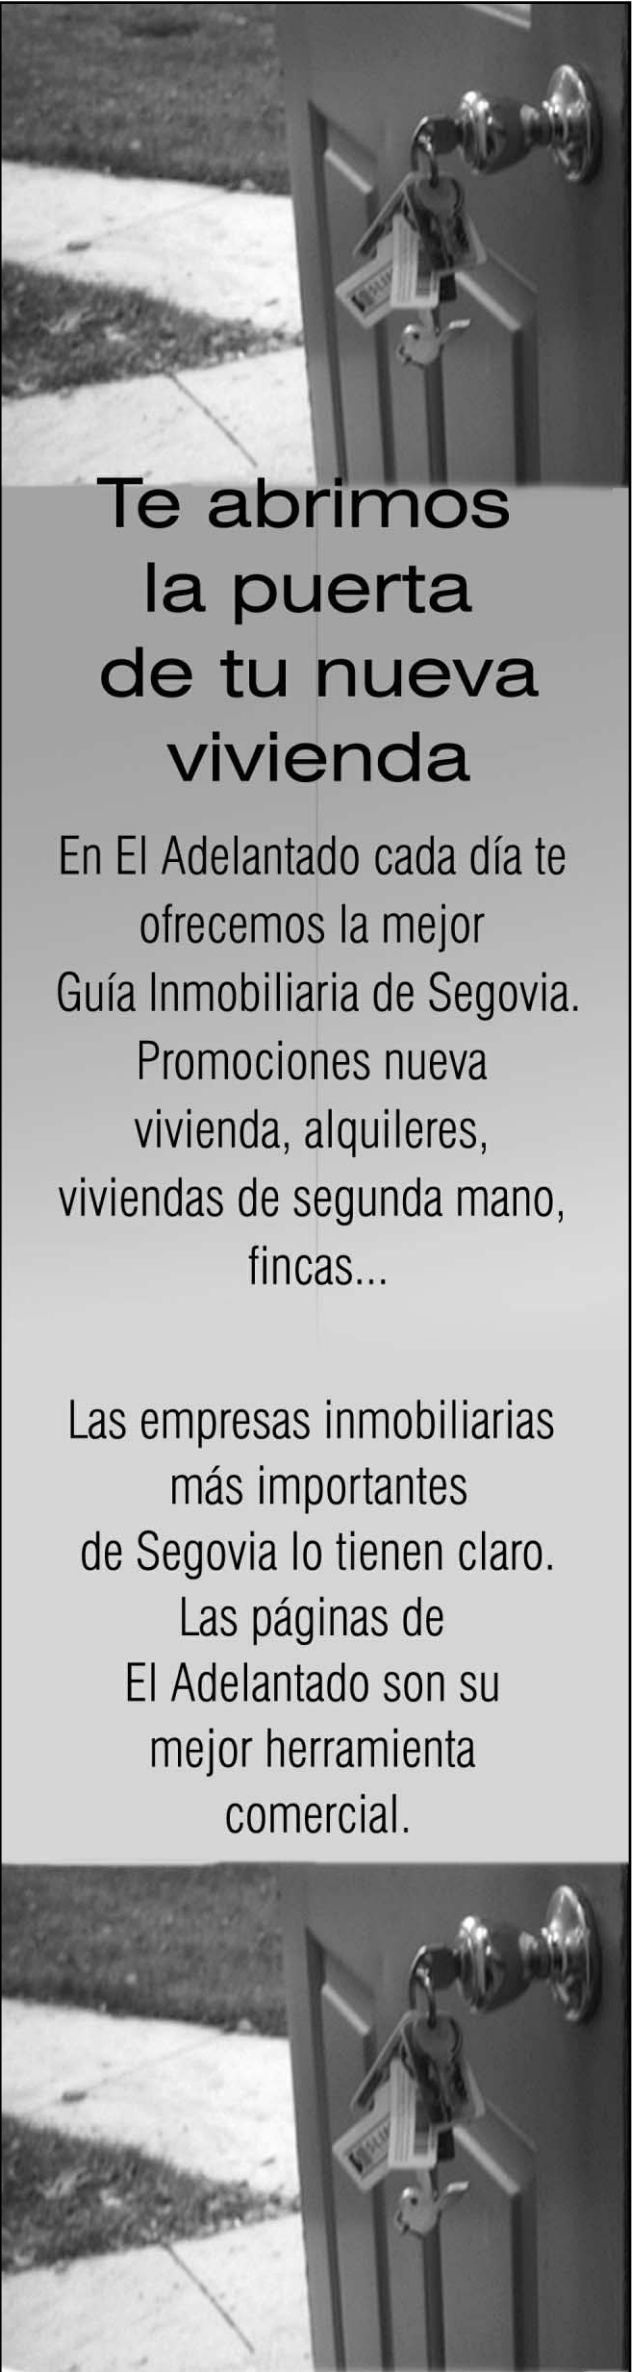 Te abrimos
la puerta
de tu nueva
vivienda
En El Adelantado cada día te
ofrecemos la mejor
Guía Inmobiliaria de Segovia.
Promociones nueva
vivienda, alquileres,
viviendas de segunda mano,
fincas...
Las empresas inmobiliarias
más importantes
de Segovia lo tienen claro.
Las páginas de
El Adelantado son su
mejor herramienta
comercial.